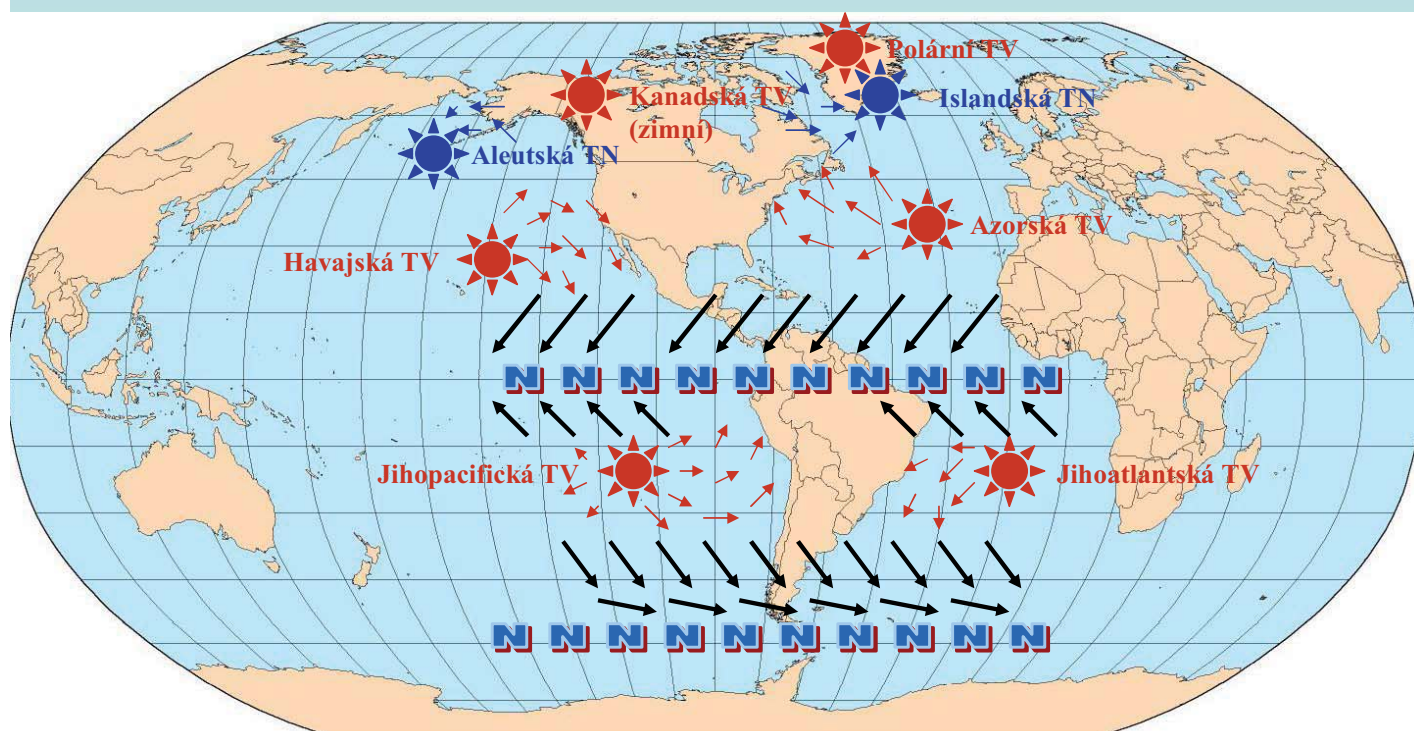 Polární TV
Kanadská TV
(zimní)
Islandská TN
Aleutská TN
Azorská TV
Havajská TV
N N N N N N N N N N
Jihopacifická TV
Jihoatlantská TV
N N N N N N N N N N